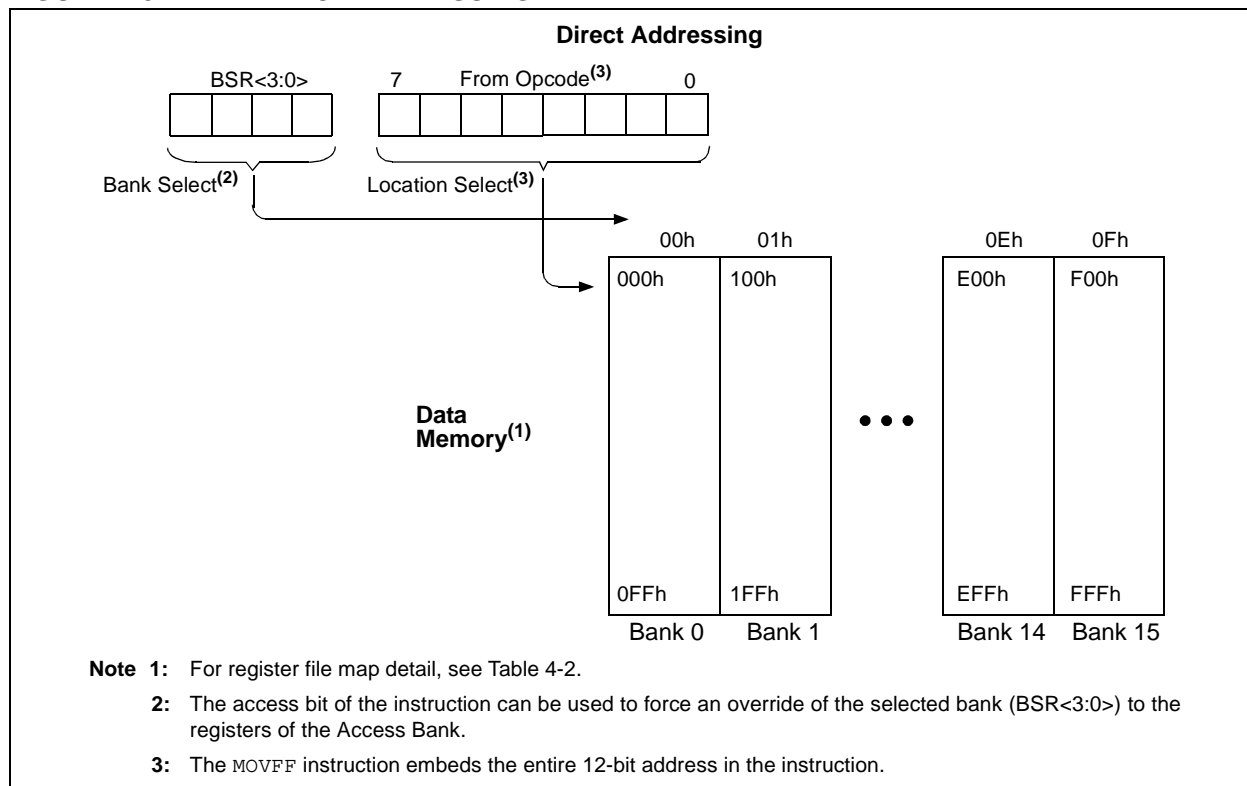 Direct Addressing
BSR<3:0> 7 From Opcode(3) 0
Bank Select(2) Location Select(3)
00h 01h 0Eh 0Fh
000h 100h E00h F00h
Data
Memory(1)
0FFh 1FFh EFFh FFFh
Bank 0 Bank 1 Bank 14 Bank 15
Note 1: For register file map detail, see Table 4-2.
2: The access bit of the instruction can be used to force an override of the selected bank (BSR<3:0>) to the
registers of the Access Bank.
3: The MOVFF instruction embeds the entire 12-bit address in the instruction.